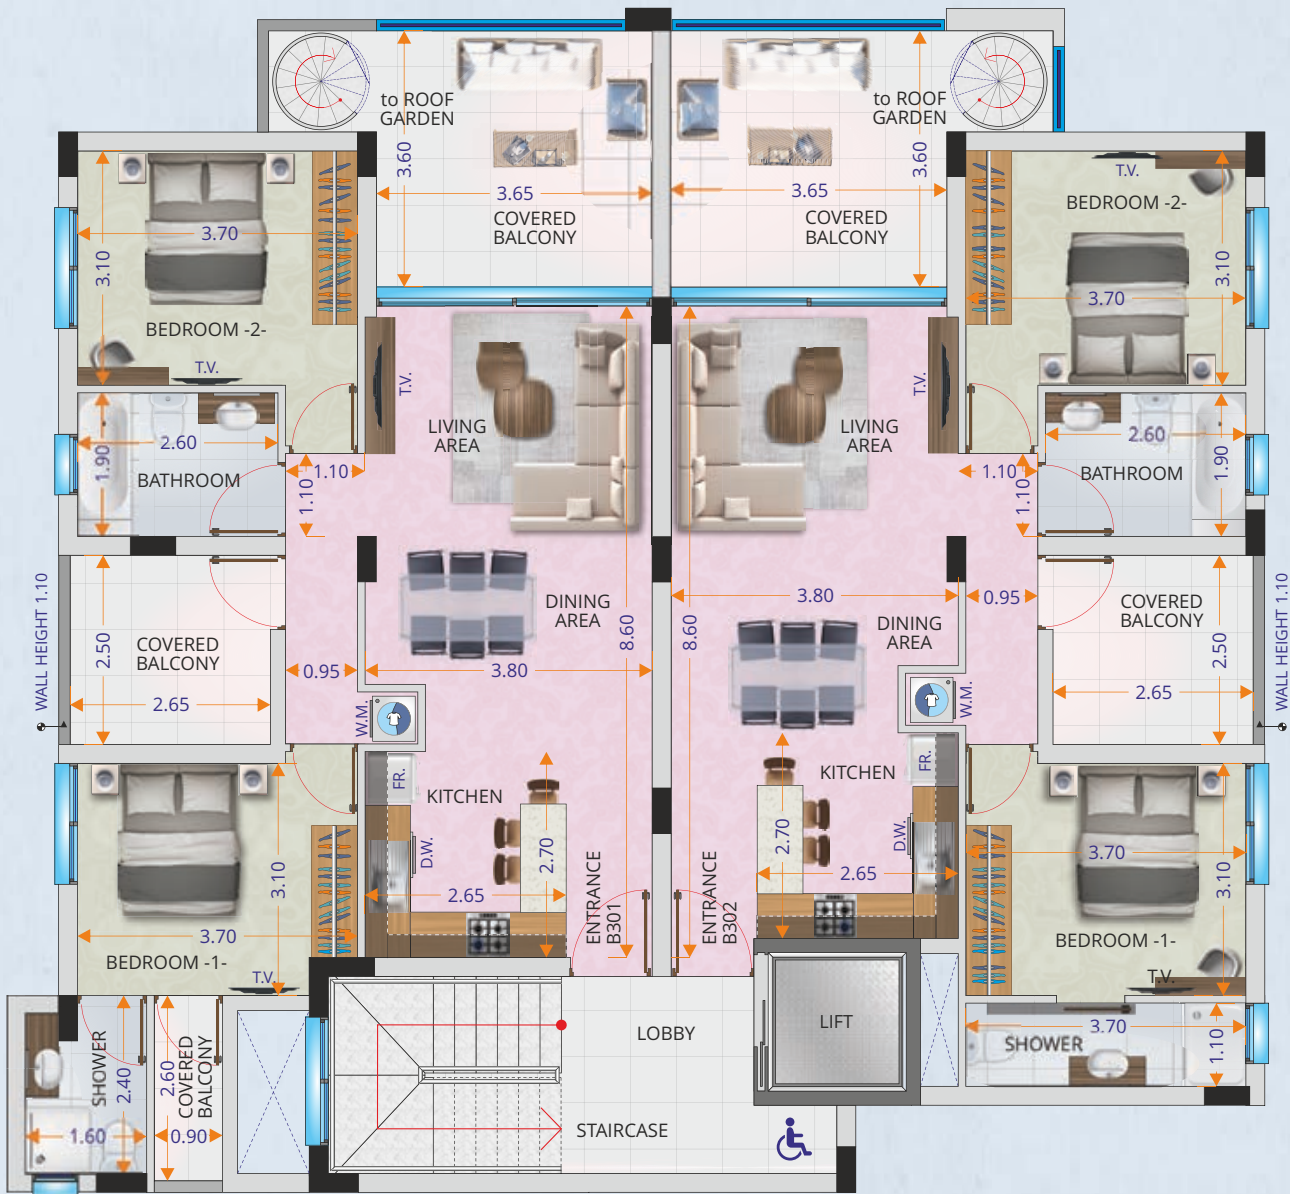 to ROOF
GARDEN
3.60
3.65
COVERED
BALCONY
3.65
COVERED
BALCONY
to ROOF
GARDEN
3.60
3.10
3.70
BEDROOM -2-
T.V.
T.V.
BEDROOM -2-
3.70
3.10
T.V.
LIVING
AREA
LIVING
AREA
T.V.
2.60
1.90
BATHROOM
1.10
1.10
1.10
1.10
2.60
1.90
BATHROOM
WALL HEIGHT 1.10
2.50
COVERED
BALCONY
2.65
0.95
DINING
AREA
3.80
8.60
8.60
3.80
DINING
AREA
0.95
COVERED
BALCONY
2.50
2.65
WALL HEIGHT 1.10
W.M.
W.M.
FR.
KITCHEN
D.W.
2.65
2.70
ENTRANCE
B301
ENTRANCE
B302
2.70
KITCHEN
FR.
D.W.
2.65
3.10
3.70
BEDROOM -1-
T.V.
3.70
3.10
BEDROOM -1-
T.V.
SHOWER
2.40
1.60
2.60
COVERED
BALCONY
0.90
LOBBY
STAIRCASE
LIFT
3.70
SHOWER
1.10